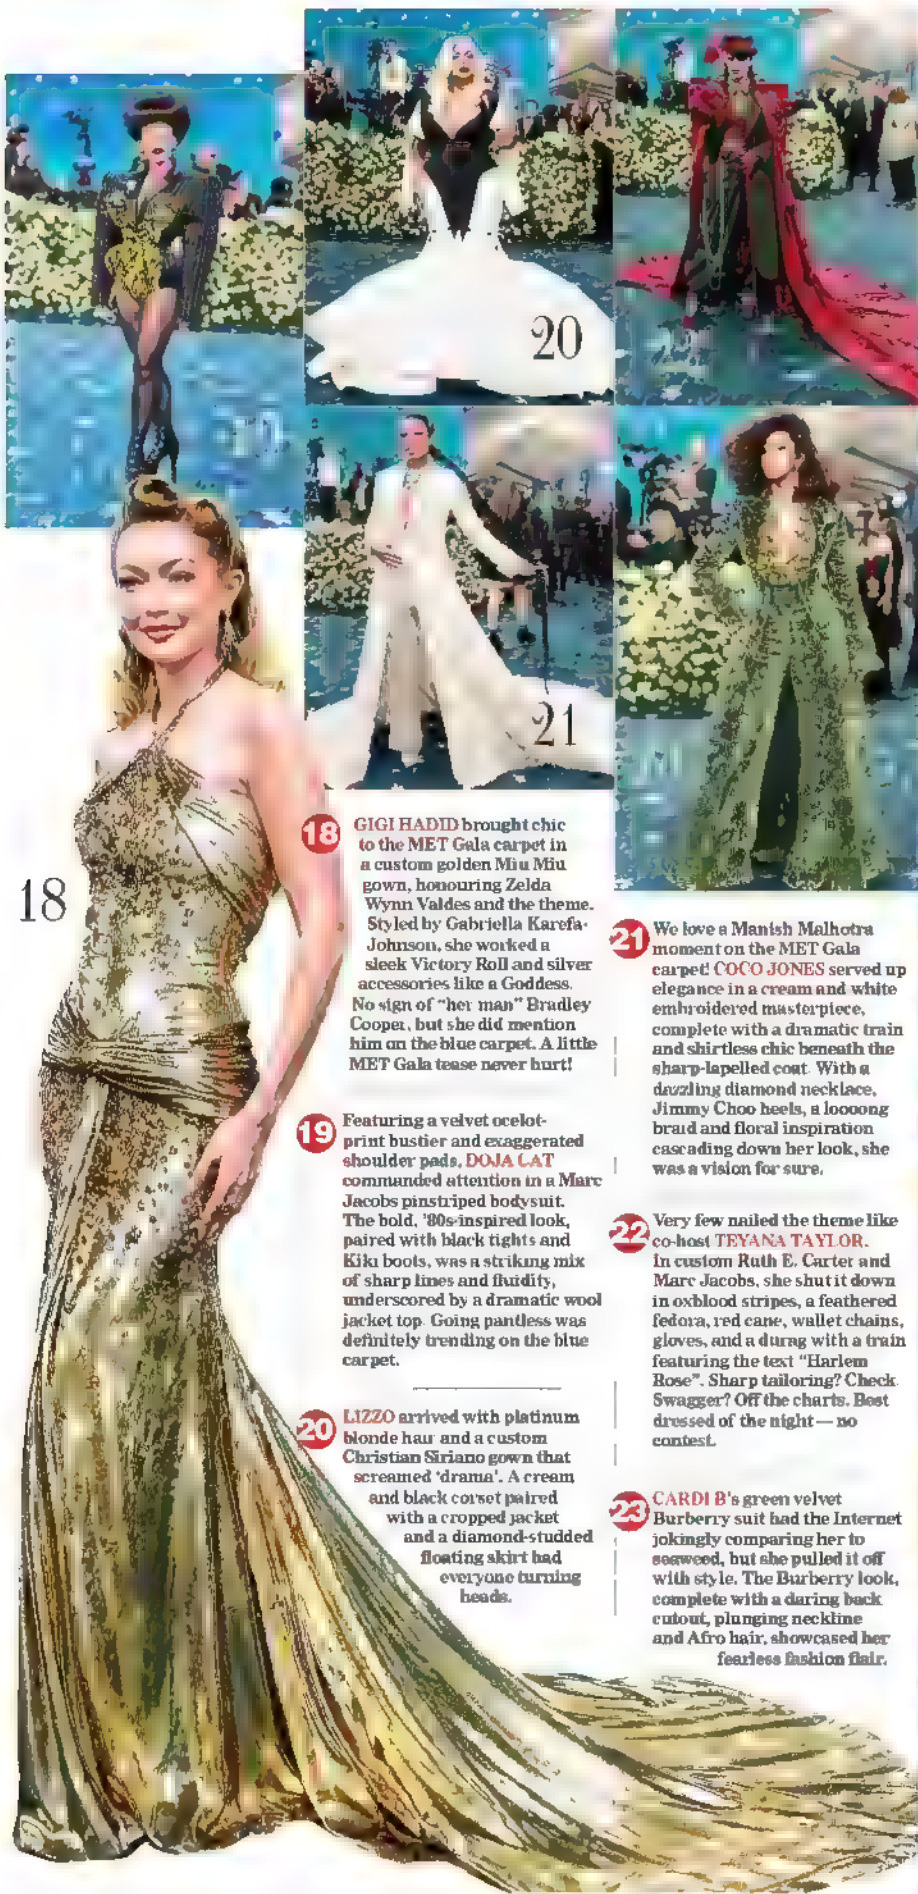 20
21
18
18 GIGI HADID brought chic
to the MET Gala carpet in
a custom golden Miu Miu
gown, honouring Zelda
Wynn Valdes and the theme.
Styled by Gabriella Karefa-
Johnson, she worked a
sleek Victory Roll and silver
accessories like a Goddess.
No sign of “her man” Bradley
Cooper, but she did mention
him on the blue carpet. A little
MET Gala tease never hurt!
19 Featuring a velvet ocelot-
print bustier and exaggerated
shoulder pads, DOJA CAT
commanded attention in a Marc
Jacobs pinstriped bodysuit.
The bold, '80s-inspired look,
paired with black tights and
Kiki boots, was a striking mix
of sharp lines and fluidity,
underscored by a dramatic wool
jacket top. Going pantless was
definitely trending on the blue
carpet.
20 LIZZO arrived with platinum
blonde hair and a custom
Christian Siriano gown that
screamed ‘drama’. A cream
and black corset paired
with a cropped jacket
and a diamond-studded
floating skirt had
everyone turning
heads.
21 We love a Manish Malhotra
moment on the MET Gala
carpet! COCO JONES served up
elegance in a cream and white
embroidered masterpiece,
complete with a dramatic train
and shirtless chic beneath the
sharp-lapelled coat. With a
dazzling diamond necklace,
Jimmy Choo heels, a loooong
braid and floral inspiration
cascading down her look, she
was a vision for sure.
22 Very few nailed the theme like
co-host TEYANA TAYLOR.
In custom Ruth E. Carter and
Marc Jacobs, she shut it down
in oxblood stripes, a feathered
fedora, red cane, wallet chains,
gloves, and a durag with a train
featuring the text “Harlem
Rose”. Sharp tailoring? Check.
Swagger? Off the charts. Best
dressed of the night — no
contest.
23 CARDI B's green velvet
Burberry suit had the Internet
jokingly comparing her to
seaweed, but she pulled it off
with style. The Burberry look,
complete with a daring back
cutout, plunging neckline
and Afro hair, showcased her
fearless fashion flair.